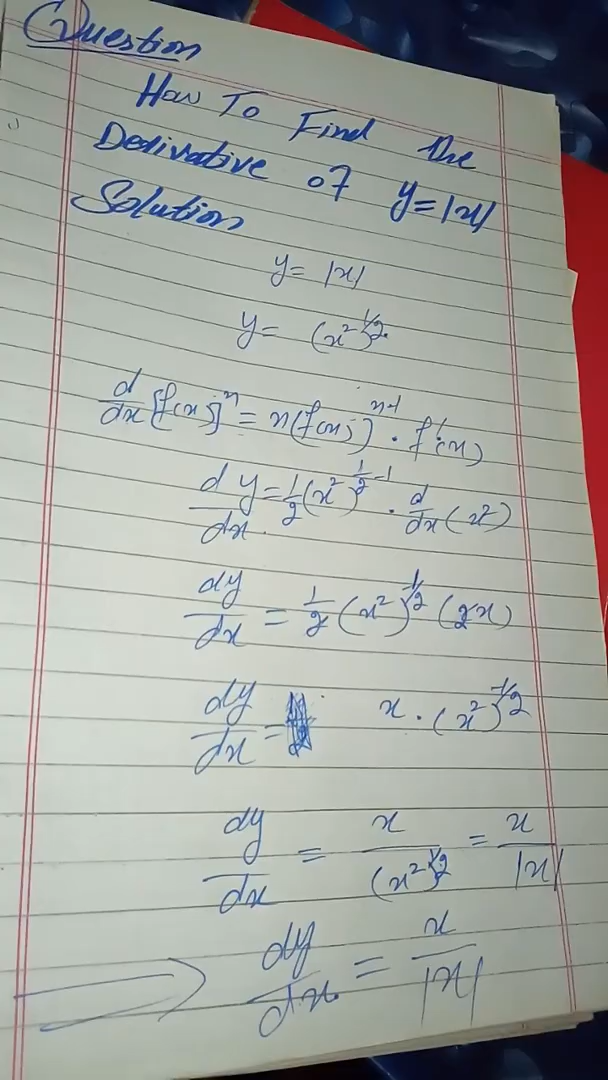 Question
How To Find the
Derivative of y=|x|
Solution
y= |x|
y= (x²)^1/2
d/dx [f(x)]^n = n(f(x))^n-1 . f'(x)
d/dx y = 1/2 (x²)^1/2-1 . d/dx (x²)
dy/dx = 1/2 (x²)^-1/2 (2x)
dy/dx = x . (x²)^-1/2
dy/dx = x/(x²)^1/2 = x/|x|
dy/dx = x/|x|